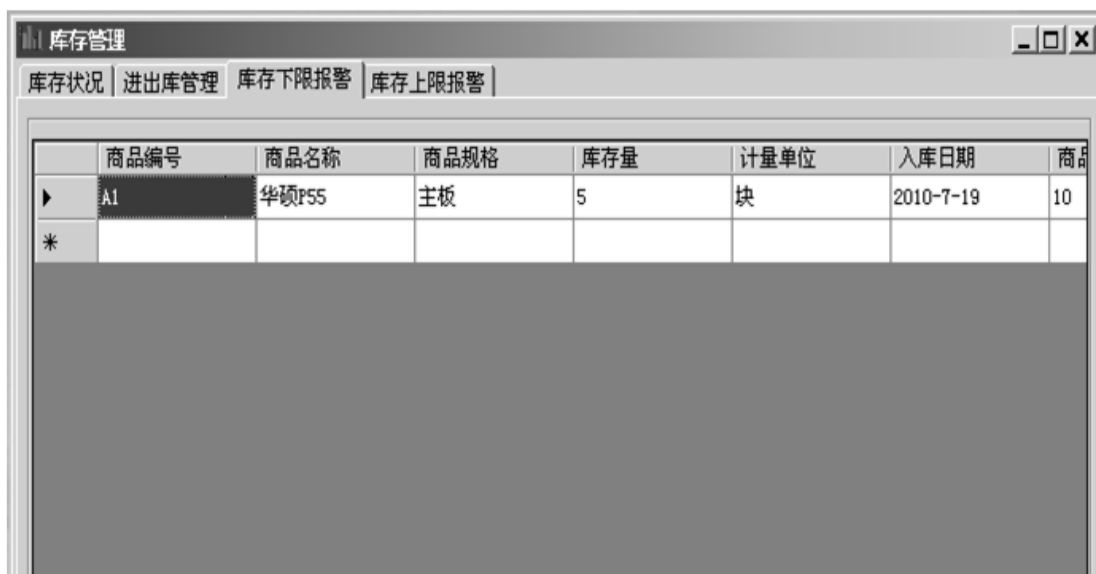 库存管理
库存状况 进出库管理 库存下限报警 库存上限报警
商品编号 商品名称 商品规格 库存量 计量单位 入库日期 商品
A1 华硕P55 主板 5 块 2010-7-19 10